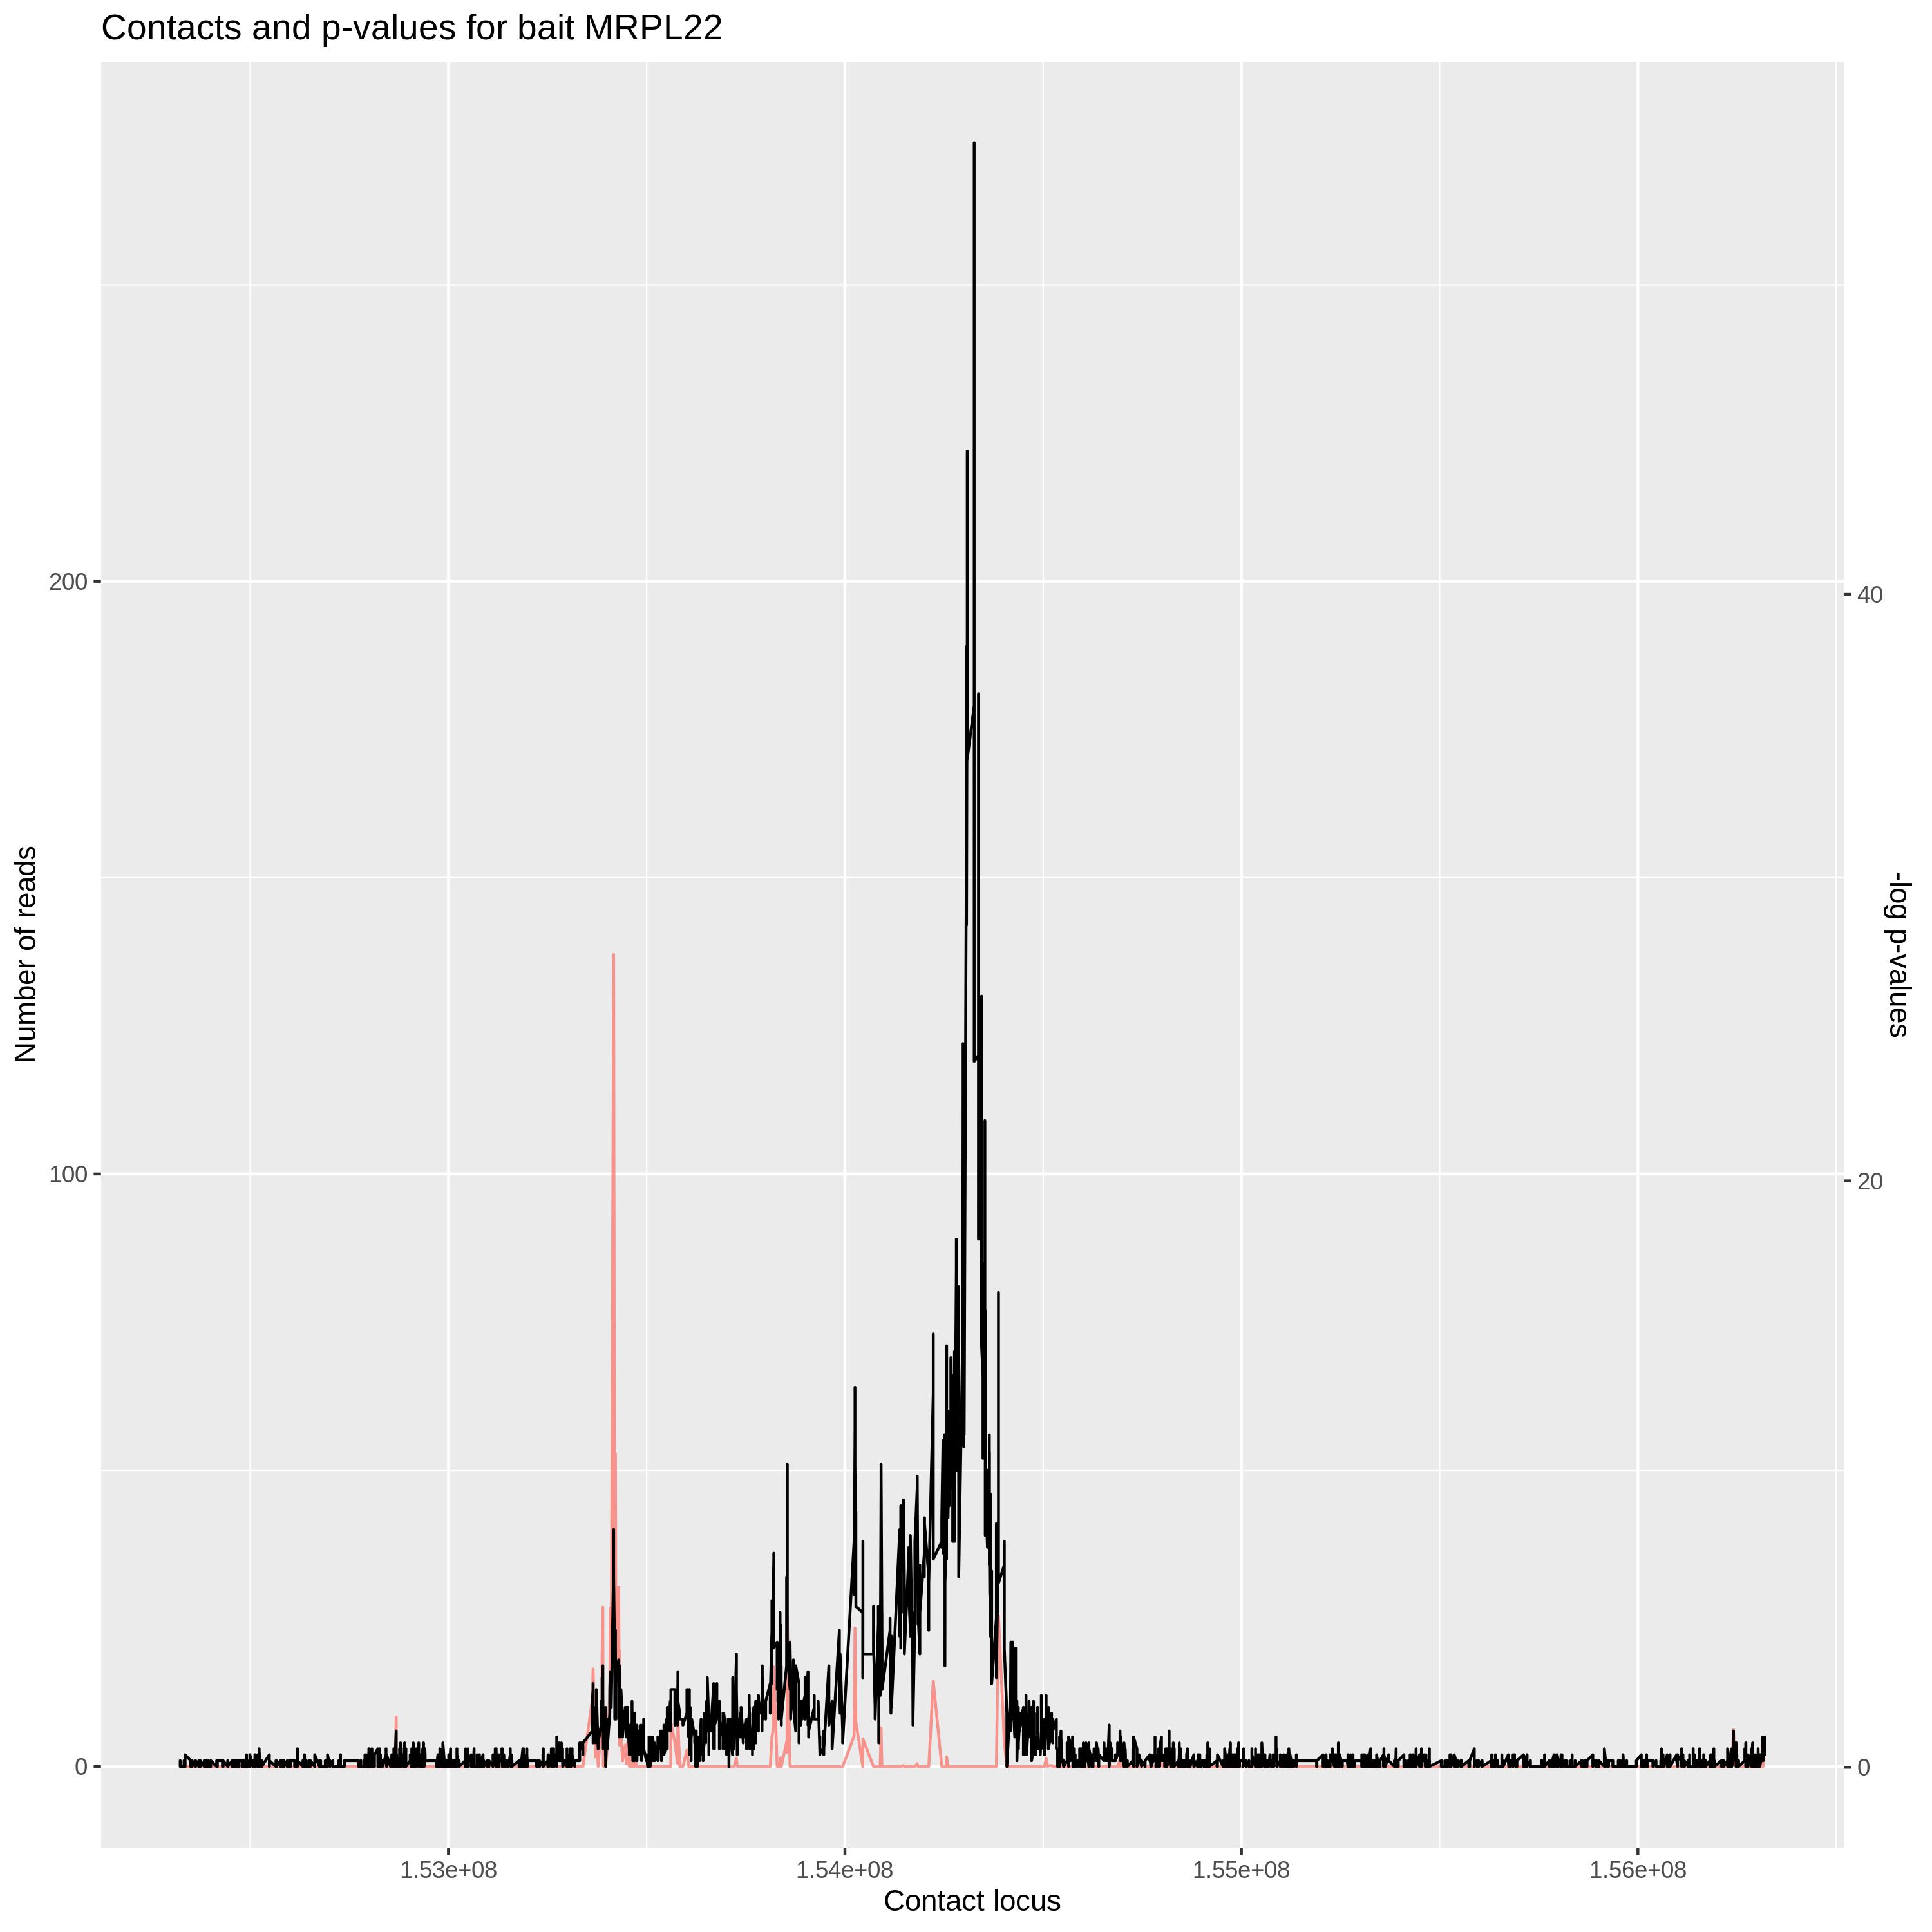 Contacts and p-values for bait MRPL22
Number of reads
200
100
0
40
20
0
-log p-values
1.53e+08
1.54e+08
1.55e+08
1.56e+08
Contact locus